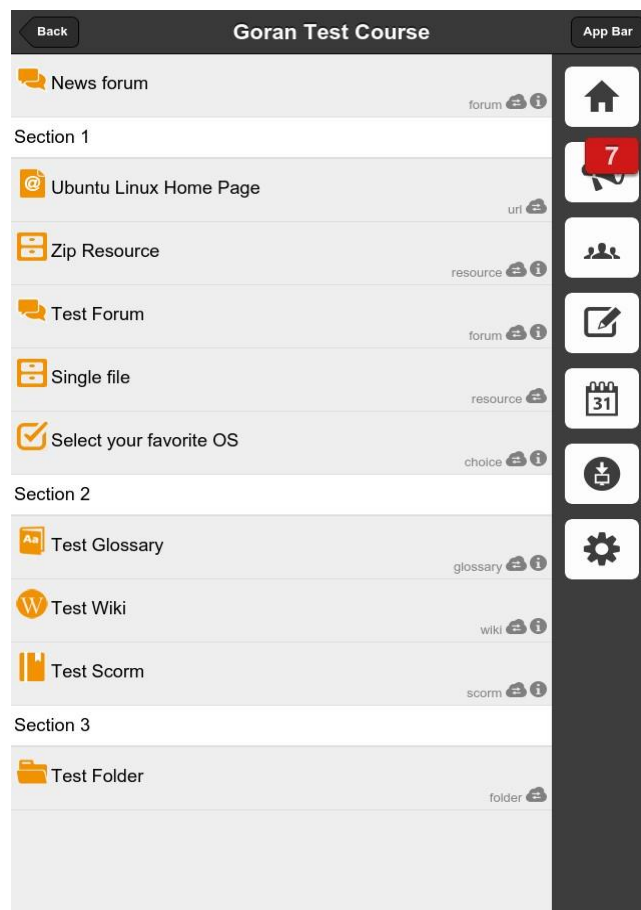 Back
Goran Test Course
App Bar
News forum
forum
7
Section 1
Ubuntu Linux Home Page
url
Zip Resource
resource
Test Forum
forum
Single file
resource
31
Select your favorite OS
choice
Section 2
Test Glossary
glossary
Test Wiki
wiki
Test Scorm
scorm
Section 3
Test Folder
folder